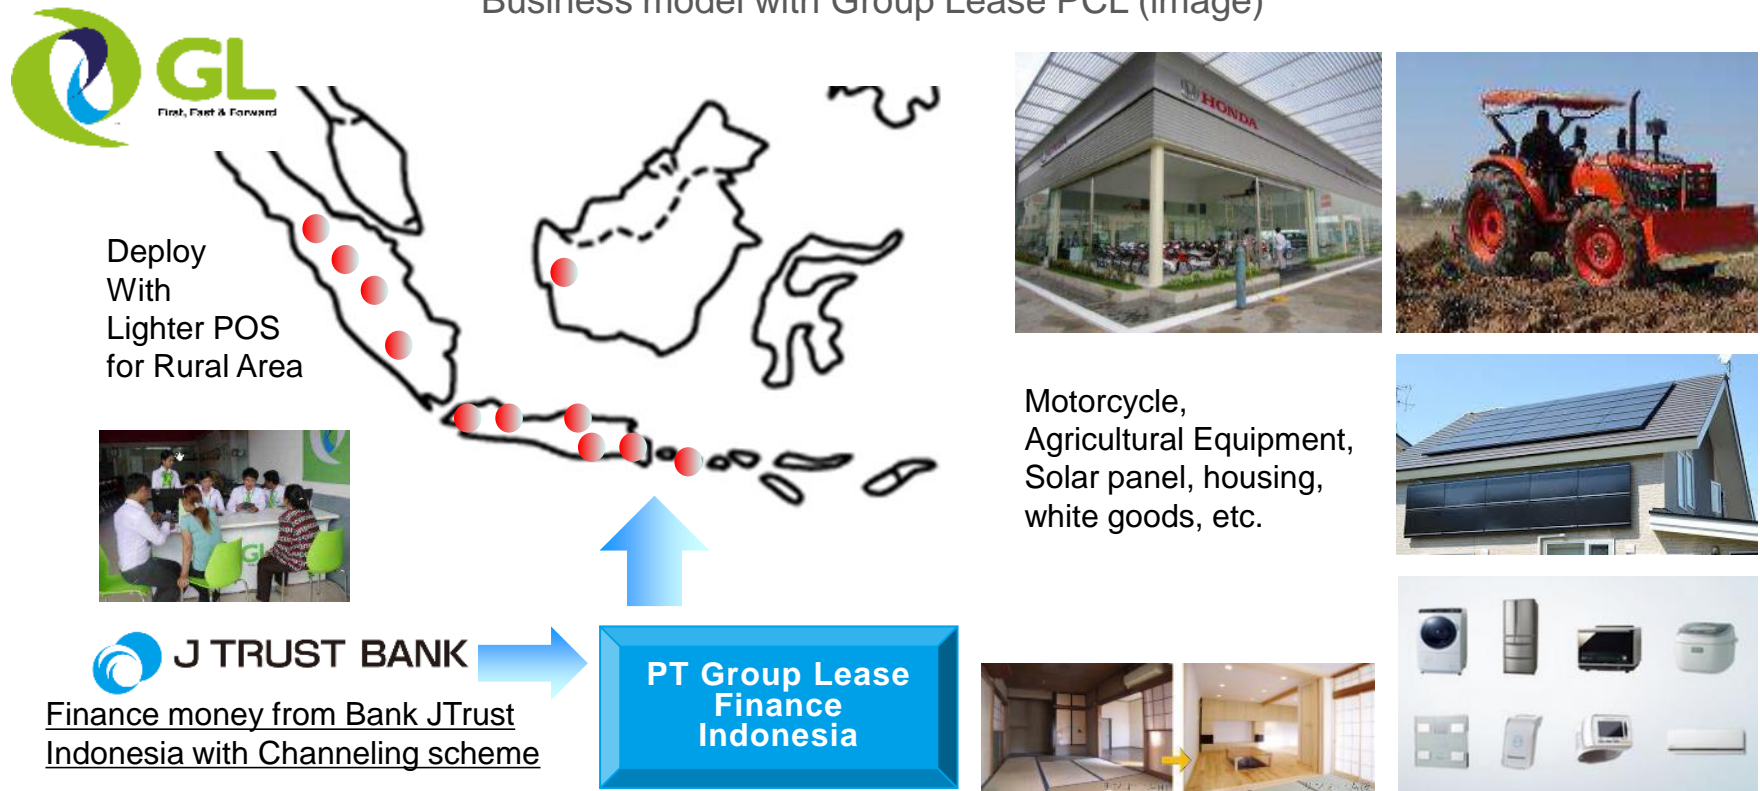 Business model with Group Lease PCL (image)
GL
First, Fast & Forward
HONDA
Deploy
With
Lighter POS
for Rural Area
Motorcycle,
Agricultural Equipment,
Solar panel, housing,
white goods, etc.
GL
J TRUST BANK
Finance money from Bank JTrust
Indonesia with Channeling scheme
PT Group Lease
Finance
Indonesia